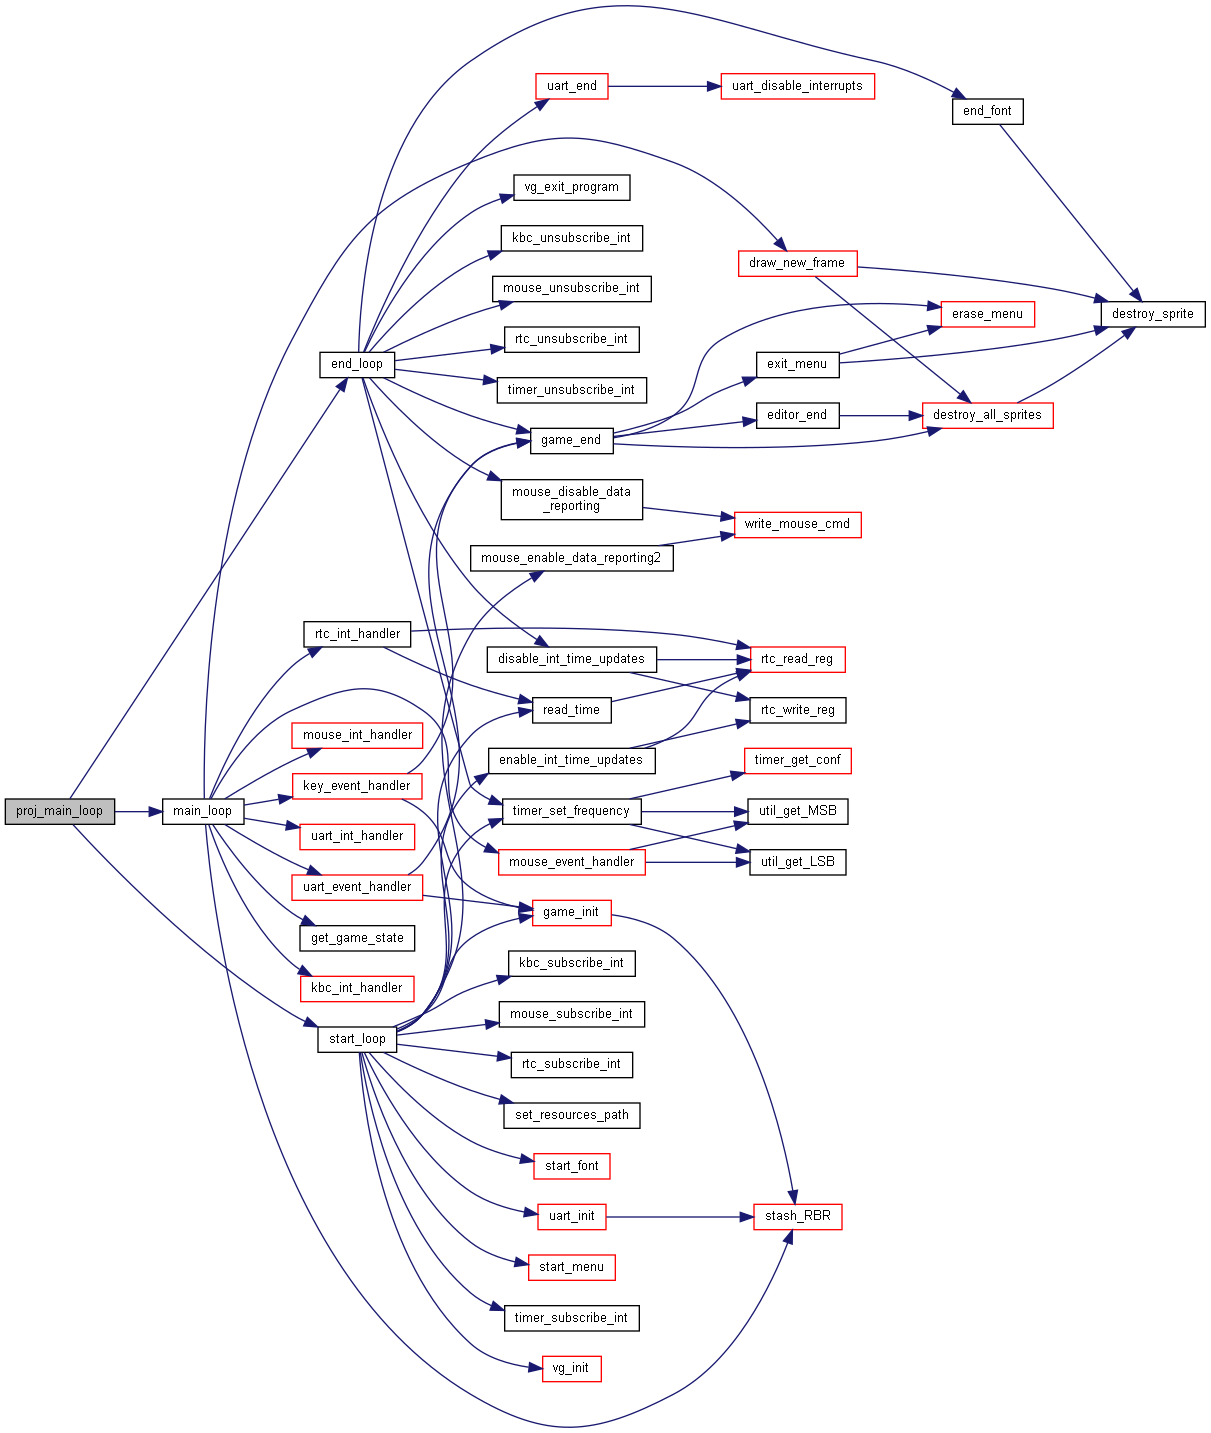 uart_end
uart_disable_interrupts
end_font
vg_exit_program
kbc_unsubscribe_int
draw_new_frame
mouse_unsubscribe_int
erase_menu
destroy_sprite
rtc_unsubscribe_int
end_loop
exit_menu
timer_unsubscribe_int
editor_end
destroy_all_sprites
game_end
mouse_disable_data
_reporting
write_mouse_cmd
mouse_enable_data_reporting2
rtc_int_handler
disable_int_time_updates
rtc_read_reg
read_time
rtc_write_reg
mouse_int_handler
enable_int_time_updates
timer_get_conf
key_event_handler
proj_main_loop
main_loop
timer_set_frequency
util_get_MSB
uart_int_handler
mouse_event_handler
util_get_LSB
uart_event_handler
game_init
get_game_state
kbc_subscribe_int
kbc_int_handler
mouse_subscribe_int
start_loop
rtc_subscribe_int
set_resources_path
start_font
uart_init
stash_RBR
start_menu
timer_subscribe_int
vg_init